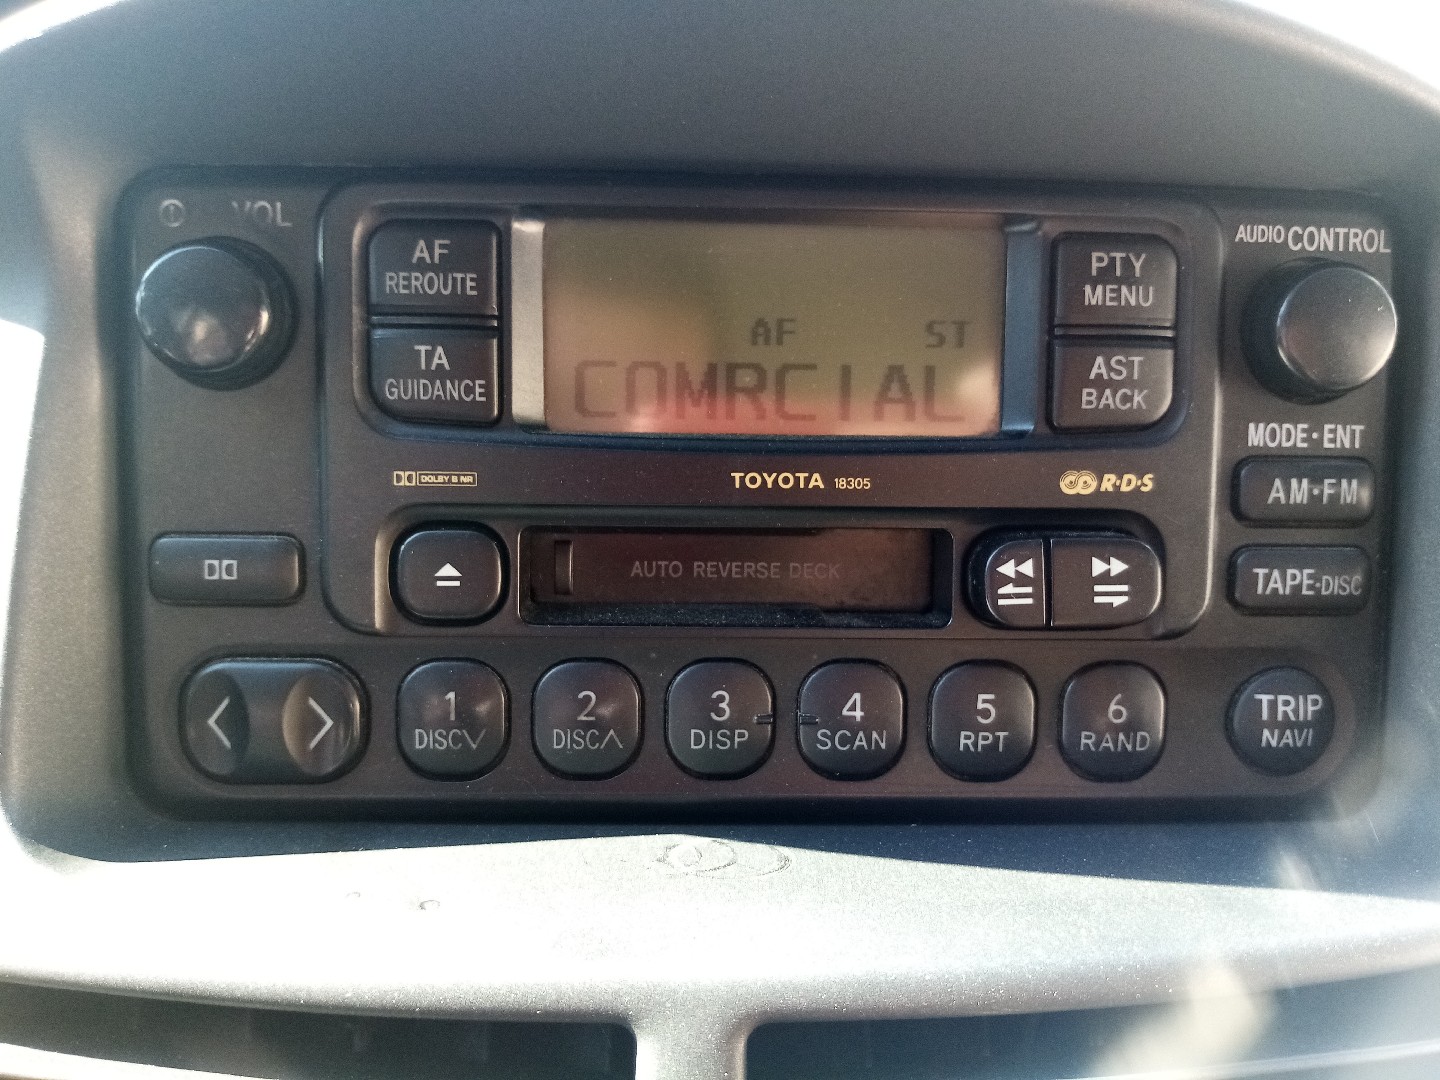 VOL
AF
REROUTE
TA
GUIDANCE
AF ST
COMRCIAL
PTY
MENU
AST
BACK
AUDIO CONTROL
MODE·ENT
AM·FM
TAPE·DISC
DOLBY B NR
TOYOTA 18305
R·D·S
AUTO REVERSE DECK
1
DISC∨
2
DISC∧
3
DISP
4
SCAN
5
RPT
6
RAND
TRIP
NAVI